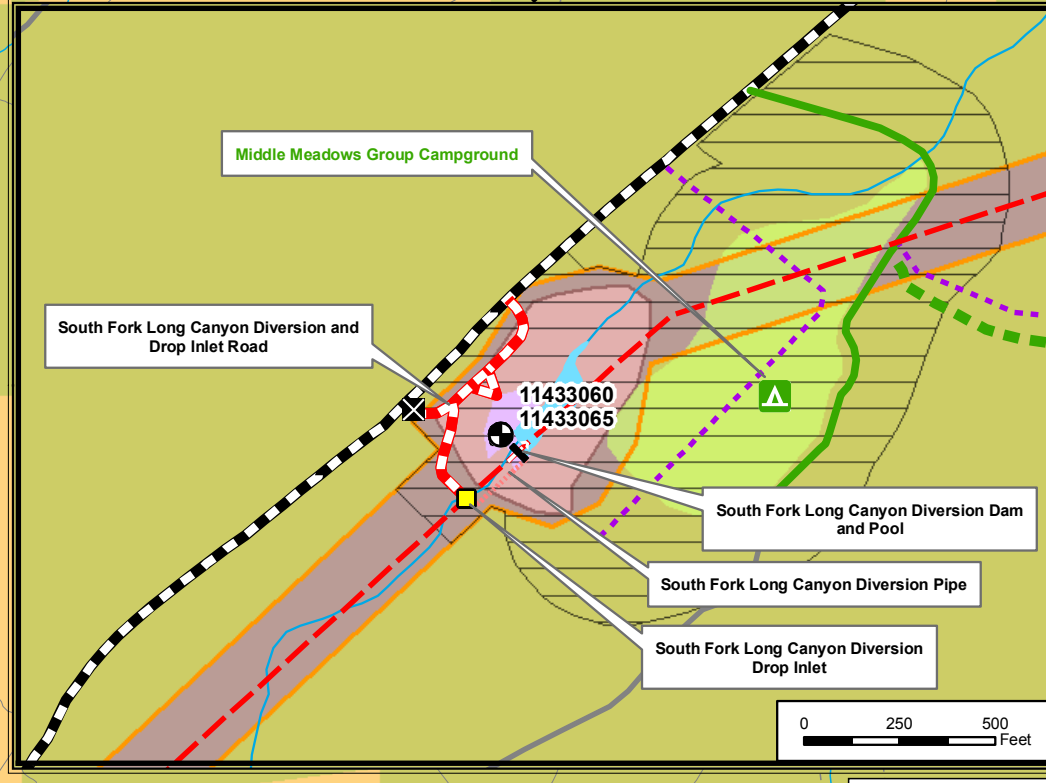 Middle Meadows Group Campground
South Fork Long Canyon Diversion and
Drop Inlet Road
11433060
11433065
South Fork Long Canyon Diversion Dam
and Pool
South Fork Long Canyon Diversion Pipe
South Fork Long Canyon Diversion
Drop Inlet
0 250 500
Feet